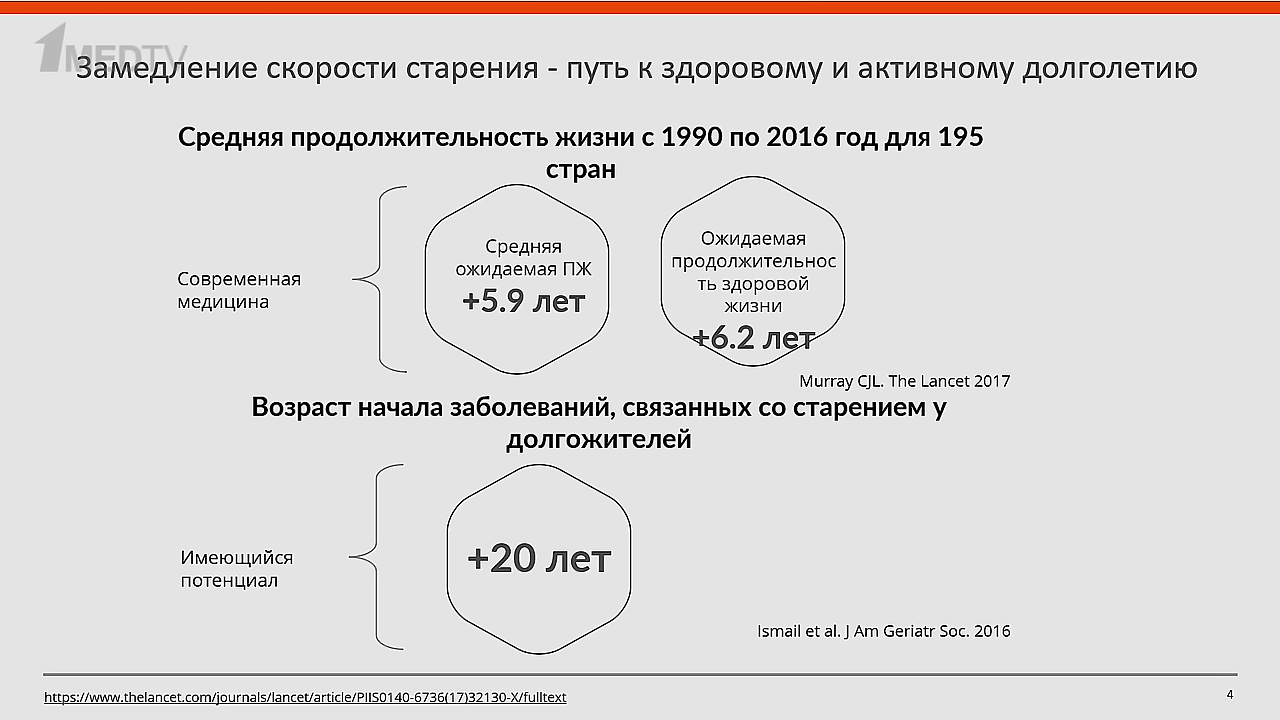 1MEDTV
Замедление скорости старения - путь к здоровому и активному долголетию
Средняя продолжительность жизни с 1990 по 2016 год для 195
стран
Современная
медицина
Средняя
ожидаемая ПЖ
+5.9 лет
Ожидаемая
продолжительнос
ть здоровой
жизни
+6.2 лет
Murray CJL. The Lancet 2017
Возраст начала заболеваний, связанных со старением у
долгожителей
Имеющийся
потенциал
+20 лет
Ismail et al. J Am Geriatr Soc. 2016
https://www.thelancet.com/journals/lancet/article/PIIS0140-6736(17)32130-X/fulltext
4